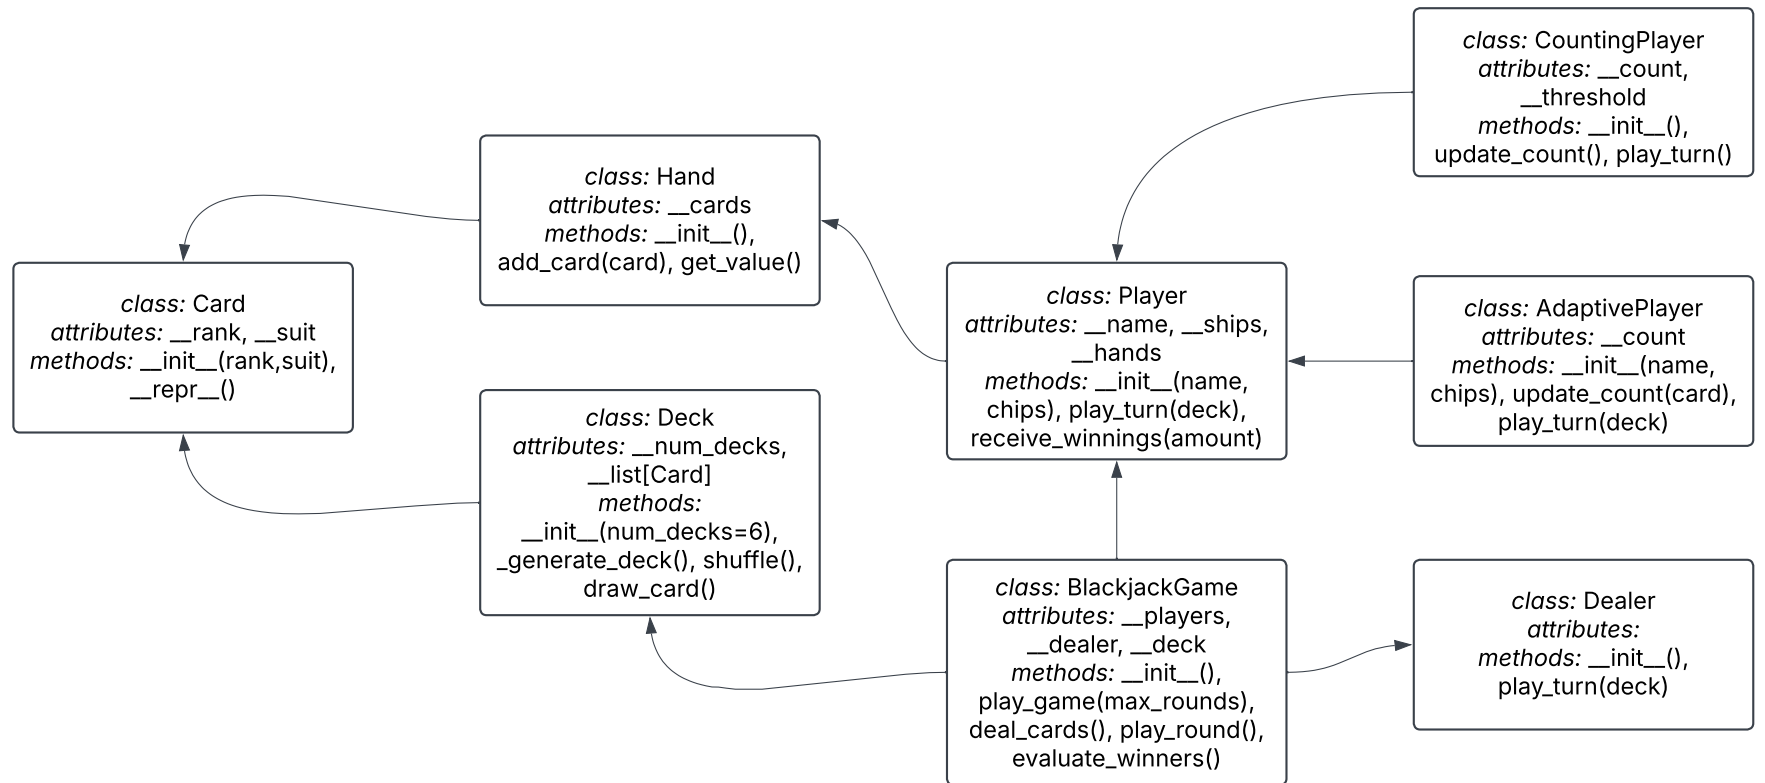 class: CountingPlayer
attributes: __count,
__threshold
methods: __init__(),
update_count(), play_turn()
class: Hand
attributes: __cards
methods: __init__(),
add_card(card), get_value()
class: Card
attributes: __rank, __suit
methods: __init__(rank,suit),
__repr__()
class: Player
attributes: __name, __ships,
__hands
methods: __init__(name,
chips), play_turn(deck),
receive_winnings(amount)
class: AdaptivePlayer
attributes: __count
methods: __init__(name,
chips), update_count(card),
play_turn(deck)
class: Deck
attributes: __num_decks,
__list[Card]
methods:
__init__(num_decks=6),
_generate_deck(), shuffle(),
draw_card()
class: BlackjackGame
attributes: __players,
__dealer, __deck
methods: __init__(),
play_game(max_rounds),
deal_cards(), play_round(),
evaluate_winners()
class: Dealer
attributes:
methods: __init__(),
play_turn(deck)